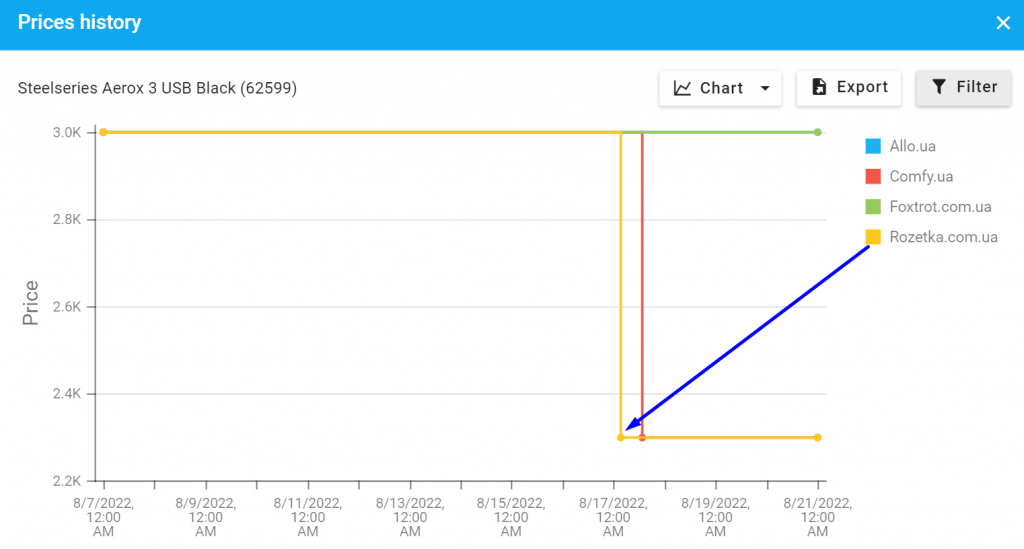 Prices history
Steelseries Aerox 3 USB Black (62599)
Chart
Export
Filter
3.0K
2.8K
2.6K
2.4K
2.2K
Price
Allo.ua
Comfy.ua
Foxtrot.com.ua
Rozetka.com.ua
8/7/2022,
12:00
AM
8/9/2022,
12:00
AM
8/11/2022,
12:00
AM
8/13/2022,
12:00
AM
8/15/2022,
12:00
AM
8/17/2022,
12:00
AM
8/19/2022,
12:00
AM
8/21/2022,
12:00
AM